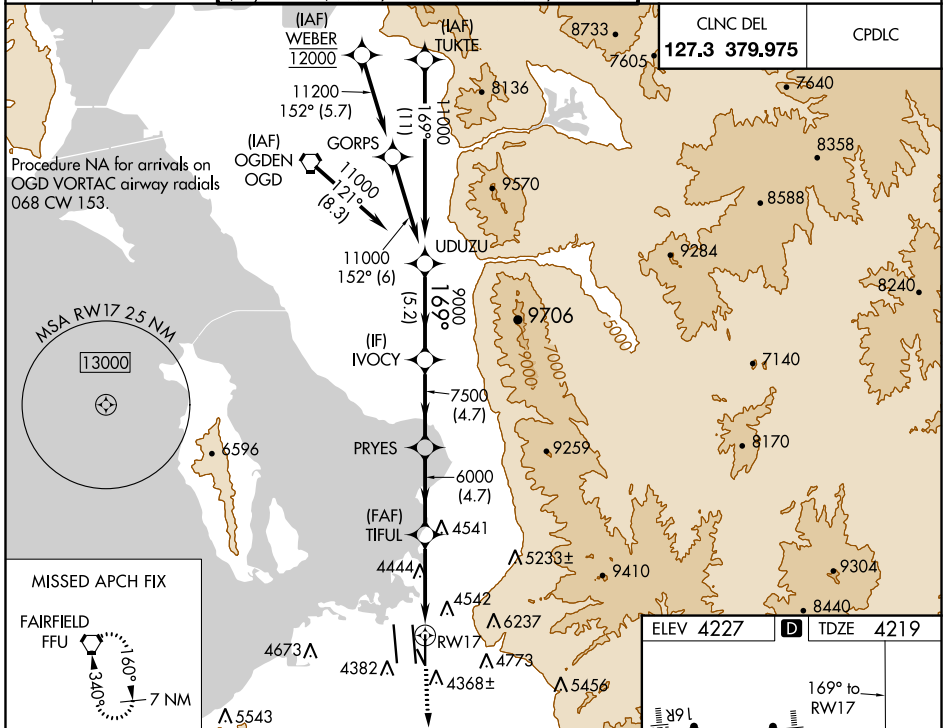 (IAF)
WEBER
12000
(IAF)
TUKTE
8733
7605
CLNC DEL
127.3 379.975
CPDLC
11200
152° (5.7)
11000
169°
(11)
8136
7640
8358
Procedure NA for arrivals on
OGD VORTAC airway radials
068 CW 153.
(IAF)
OGDEN
OGD
GORPS
11000
121°
(8.3)
9570
8588
11000
152° (6)
UDUZU
9284
8240
9000
169°
(5.2)
5000
MSA RW17 25 NM
13000
9706
7000
9000
(IF)
IVOCY
7140
7500
(4.7)
6596
PRYES
9259
8170
6000
(4.7)
(FAF)
TIFUL
4541
4444
5233±
9410
9304
8440
MISSED APCH FIX
FAIRFIELD
FFU
160°
340°
7 NM
4542
6237
RW17
4673
4382
4773
4368±
5456
5543
ELEV 4227
D
TDZE 4219
169° to
RW17
16R